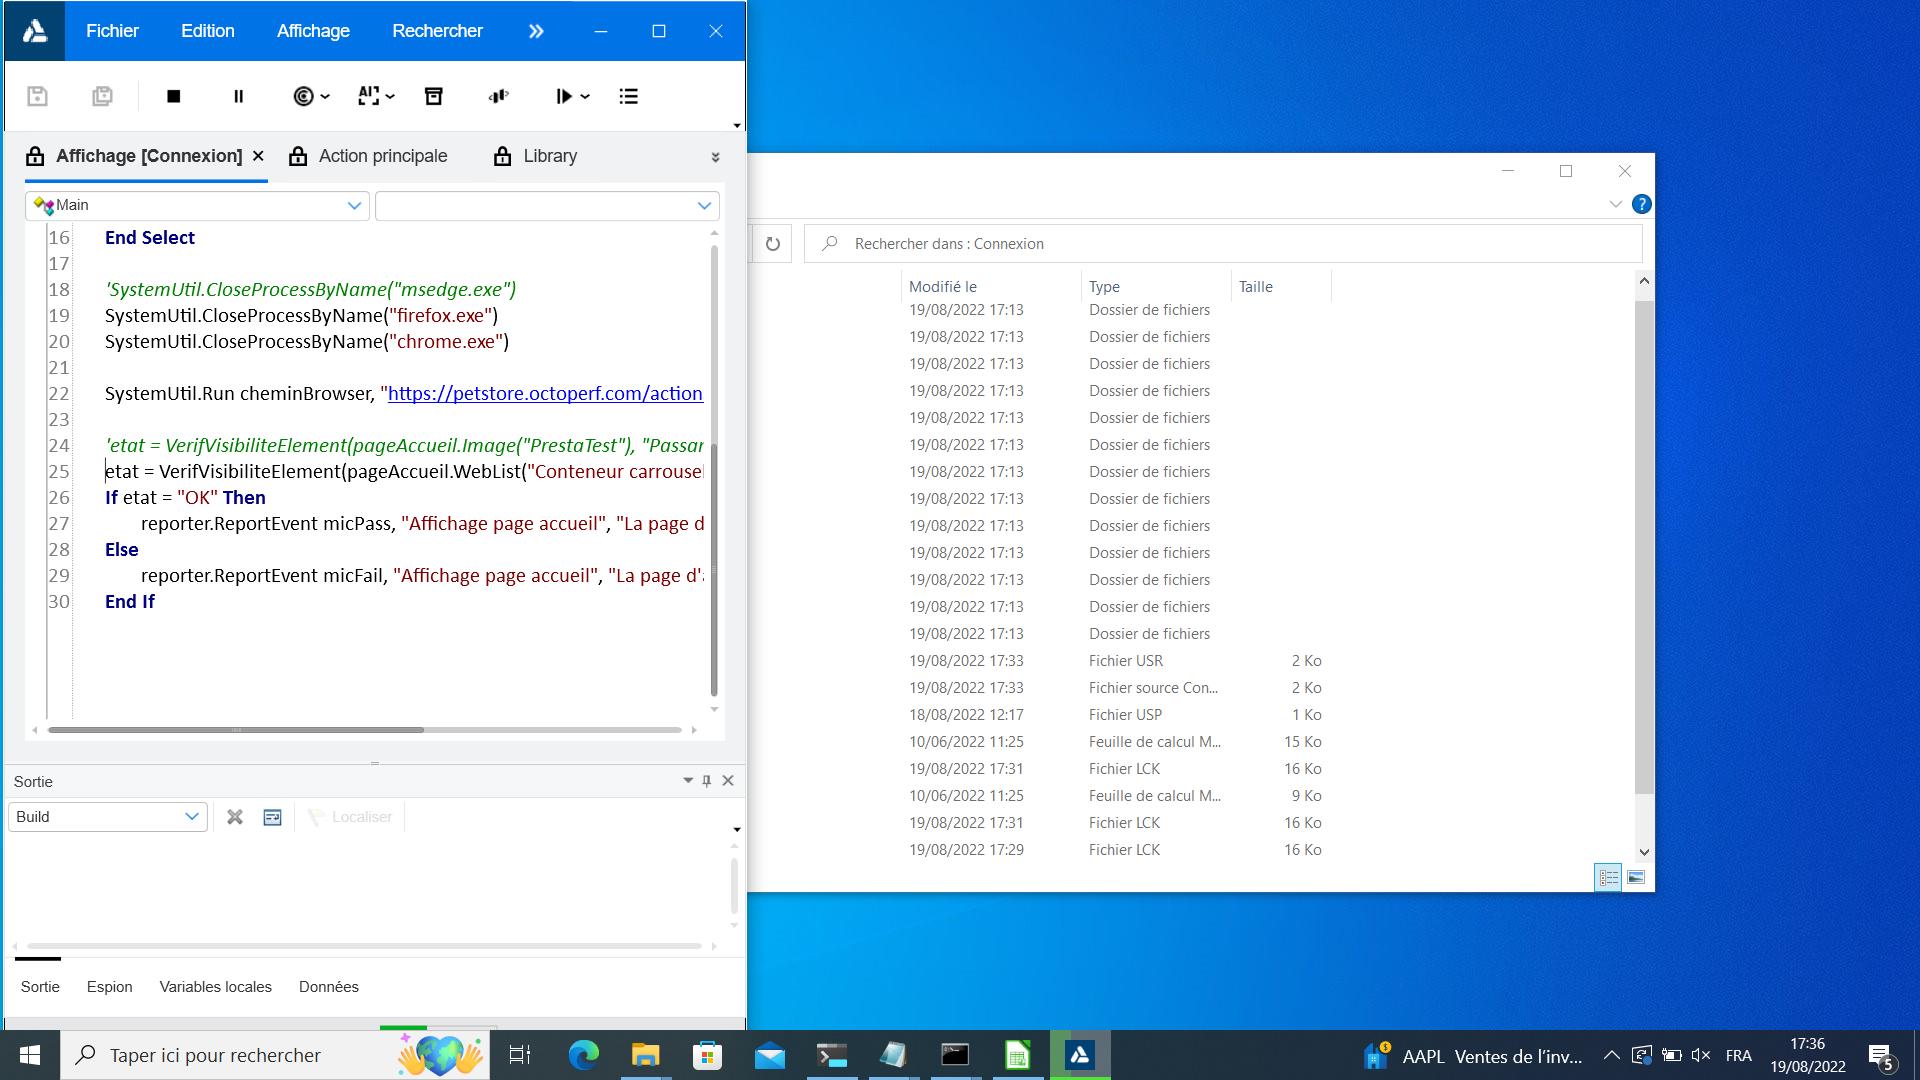 Fichier Edition Affichage Rechercher
Affichage [Connexion] Action principale Library
Main
16 End Select
17
18 'SystemUtil.CloseProcessByName("msedge.exe")
19 SystemUtil.CloseProcessByName("firefox.exe")
20 SystemUtil.CloseProcessByName("chrome.exe")
21
22 SystemUtil.Run cheminBrowser, "https://petstore.octoperf.com/action
23
24 'etat = VerifVisibiliteElement(pageAccueil.Image("PrestaTest"), "Passar
25 etat = VerifVisibiliteElement(pageAccueil.WebList("Conteneur carrousel
26 If etat = "OK" Then
27 reporter.ReportEvent micPass, "Affichage page accueil", "La page d
28 Else
29 reporter.ReportEvent micFail, "Affichage page accueil", "La page d'
30 End If
Sortie
Build Localiser
Sortie Espion Variables locales Données
Rechercher dans : Connexion
Modifié le Type Taille
19/08/2022 17:13 Dossier de fichiers
19/08/2022 17:13 Dossier de fichiers
19/08/2022 17:13 Dossier de fichiers
19/08/2022 17:13 Dossier de fichiers
19/08/2022 17:13 Dossier de fichiers
19/08/2022 17:13 Dossier de fichiers
19/08/2022 17:13 Dossier de fichiers
19/08/2022 17:13 Dossier de fichiers
19/08/2022 17:13 Dossier de fichiers
19/08/2022 17:13 Dossier de fichiers
19/08/2022 17:13 Dossier de fichiers
19/08/2022 17:13 Dossier de fichiers
19/08/2022 17:13 Dossier de fichiers
19/08/2022 17:33 Fichier USR 2 Ko
19/08/2022 17:33 Fichier source Con... 2 Ko
18/08/2022 12:17 Fichier USP 1 Ko
10/06/2022 11:25 Feuille de calcul M... 15 Ko
19/08/2022 17:31 Fichier LCK 16 Ko
10/06/2022 11:25 Feuille de calcul M... 9 Ko
19/08/2022 17:31 Fichier LCK 16 Ko
19/08/2022 17:29 Fichier LCK 16 Ko
Taper ici pour rechercher
AAPL Ventes de l'inv... FRA
17:36
19/08/2022
5